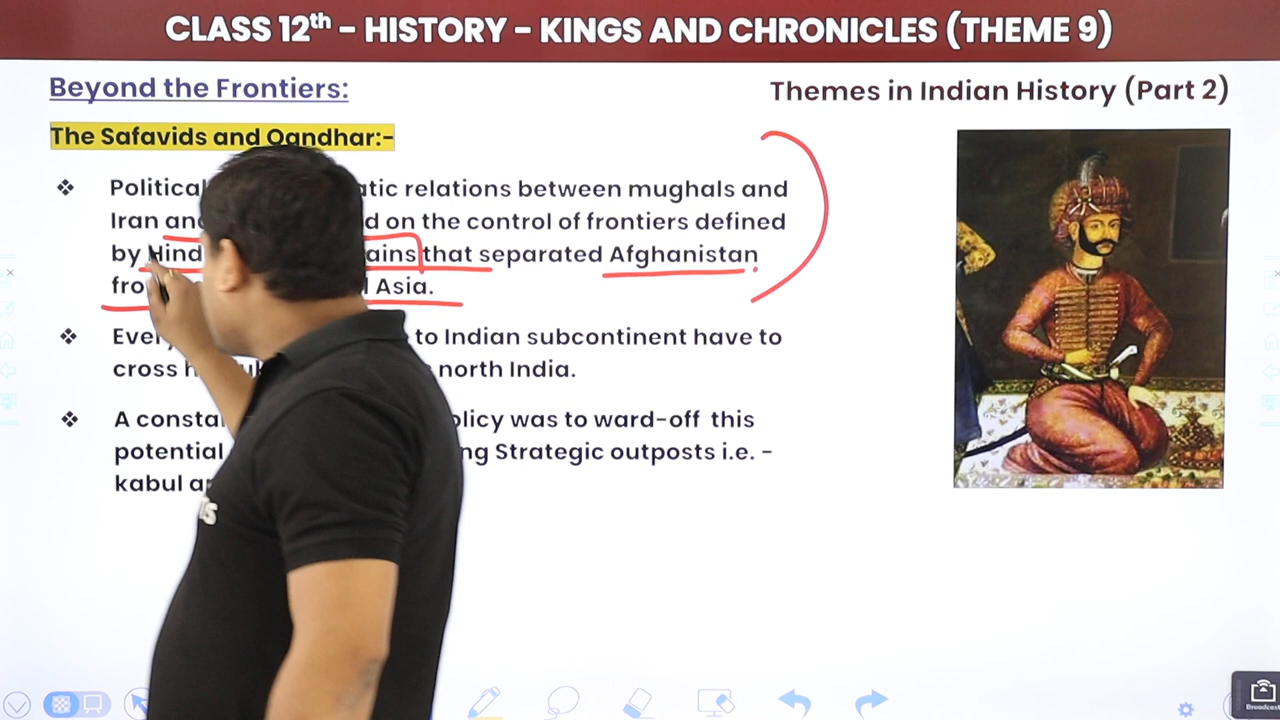 CLASS 12th – HISTORY – KINGS AND CHRONICLES (THEME 9)
Beyond the Frontiers:
Themes in Indian History (Part 2)
The Safavids and Qandhar:-
❖ Political atic relations between mughals and
Iran and d on the control of frontiers defined
by Hind ains that separated Afghanistan
fro l Asia.
❖ Every to Indian subcontinent have to
cross north India.
❖ A consta olicy was to ward-off this
potential ng Strategic outposts i.e. –
kabul
Broadcast